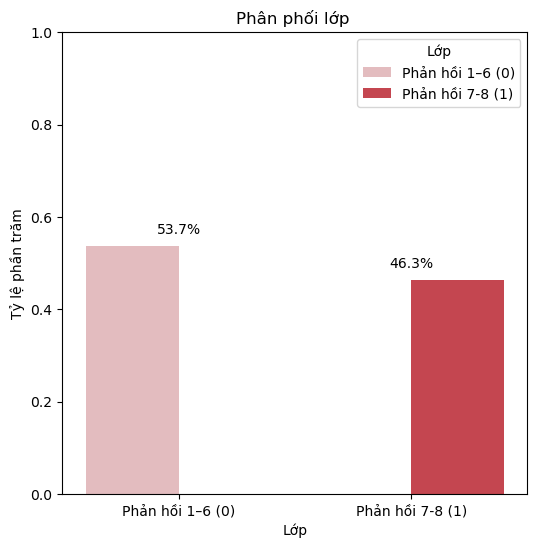 Phân phối lớp
Lớp
Phản hồi 1–6 (0)
Phản hồi 7-8 (1)
Tỷ lệ phần trăm
1.0
0.8
0.6
0.4
0.2
0.0
53.7%
46.3%
Phản hồi 1–6 (0)
Phản hồi 7-8 (1)
Lớp